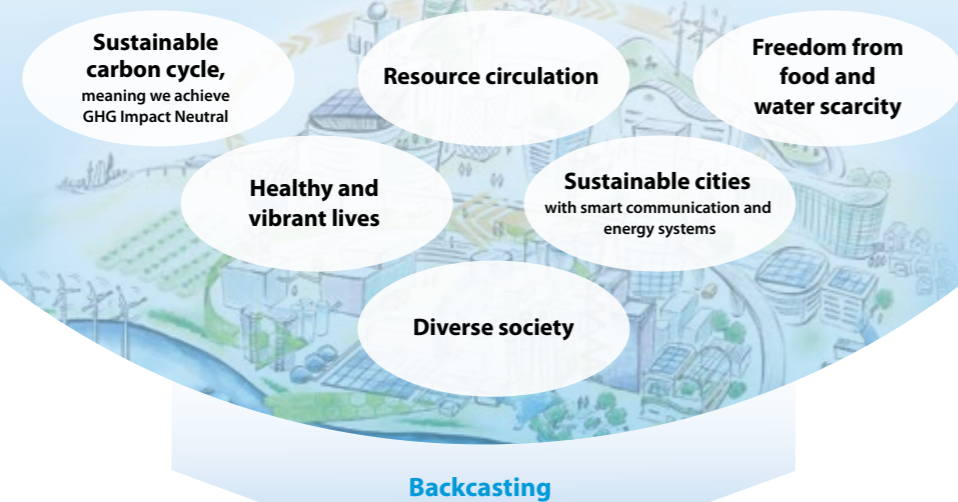 Sustainable
carbon cycle,
meaning we achieve
GHG Impact Neutral
Resource circulation
Freedom from
food and
water scarcity
Healthy and
vibrant lives
Sustainable cities
with smart communication and
energy systems
Diverse society
Backcasting